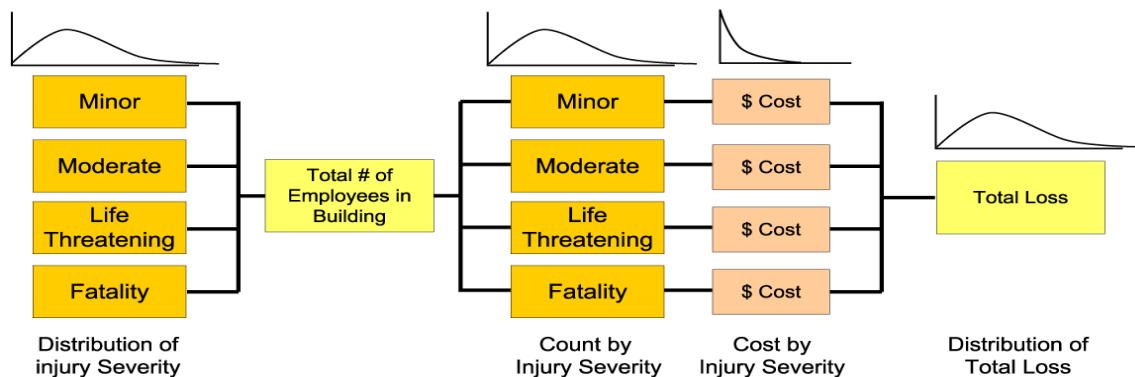 Minor
Moderate
Life
Threatening
Fatality
Distribution of
injury Severity
Total # of
Employees in
Building
Minor
Moderate
Life
Threatening
Fatality
Count by
Injury Severity
$ Cost
$ Cost
$ Cost
$ Cost
Cost by
Injury Severity
Total Loss
Distribution of
Total Loss